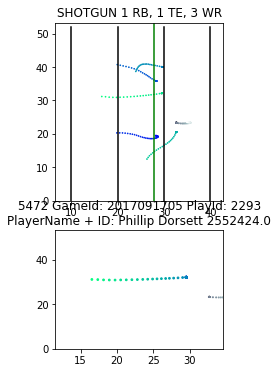 SHOTGUN 1 RB, 1 TE, 3 WR
50
40
30
20
10
0
10 20 30 40
5472 GameId: 2017091705 PlayId: 2293
PlayerName + ID: Phillip Dorsett 2552424.0
40
20
0
15 20 25 30